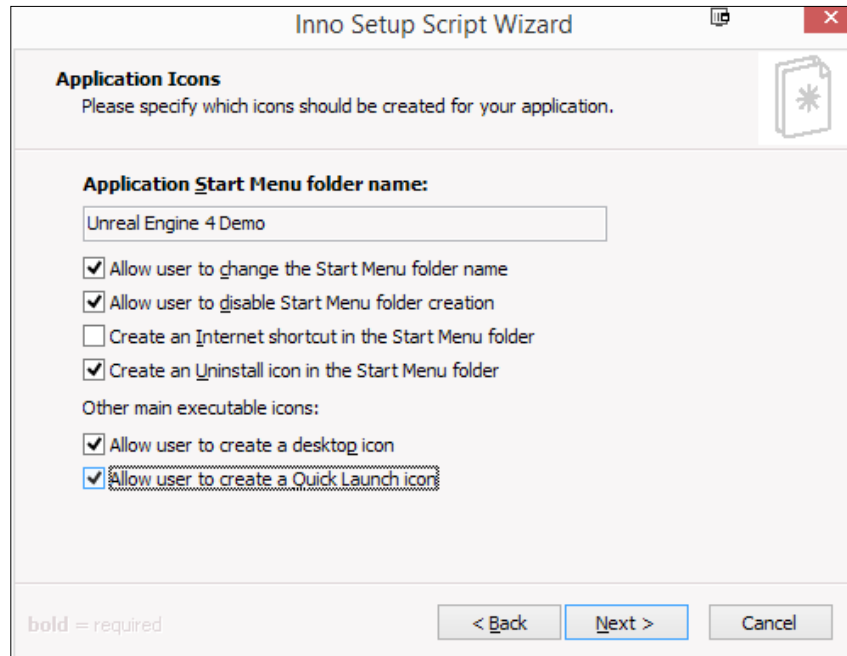 Inno Setup Script Wizard
Application Icons
Please specify which icons should be created for your application.
Application Start Menu folder name:
Unreal Engine 4 Demo
Allow user to change the Start Menu folder name
Allow user to disable Start Menu folder creation
Create an Internet shortcut in the Start Menu folder
Create an Uninstall icon in the Start Menu folder
Other main executable icons:
Allow user to create a desktop icon
Allow user to create a Quick Launch icon
bold = required
< Back
Next >
Cancel